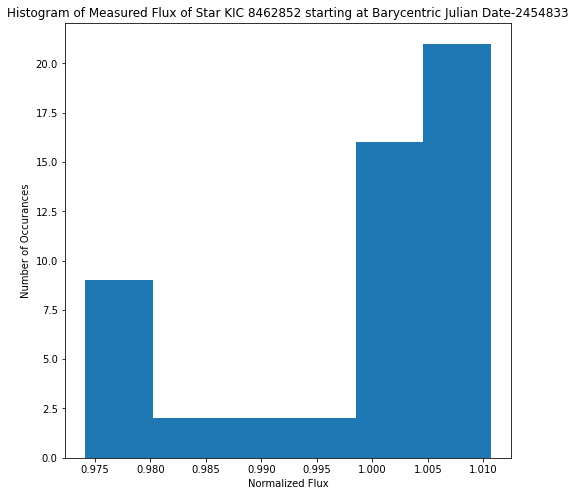 Histogram of Measured Flux of Star KIC 8462852 starting at Barycentric Julian Date-2454833
20.0
17.5
15.0
12.5
10.0
7.5
5.0
2.5
0.0
Number of Occurances
0.975 0.980 0.985 0.990 0.995 1.000 1.005 1.010
Normalized Flux